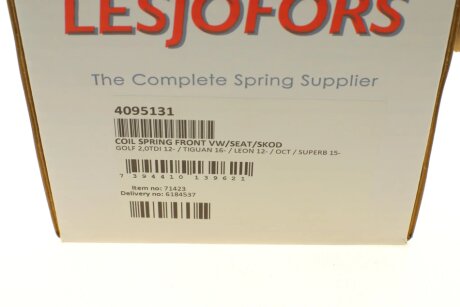 LESJÖFORS
The Complete Spring Supplier
4095131
COIL SPRING FRONT VW/SEAT/SKOD
GOLF 2,0TDI 12- / TIGUAN 16- / LEON 12- / OCT / SUPERB 15-
7 394410 139621
Item no: 71423
Delivery no: 6184537